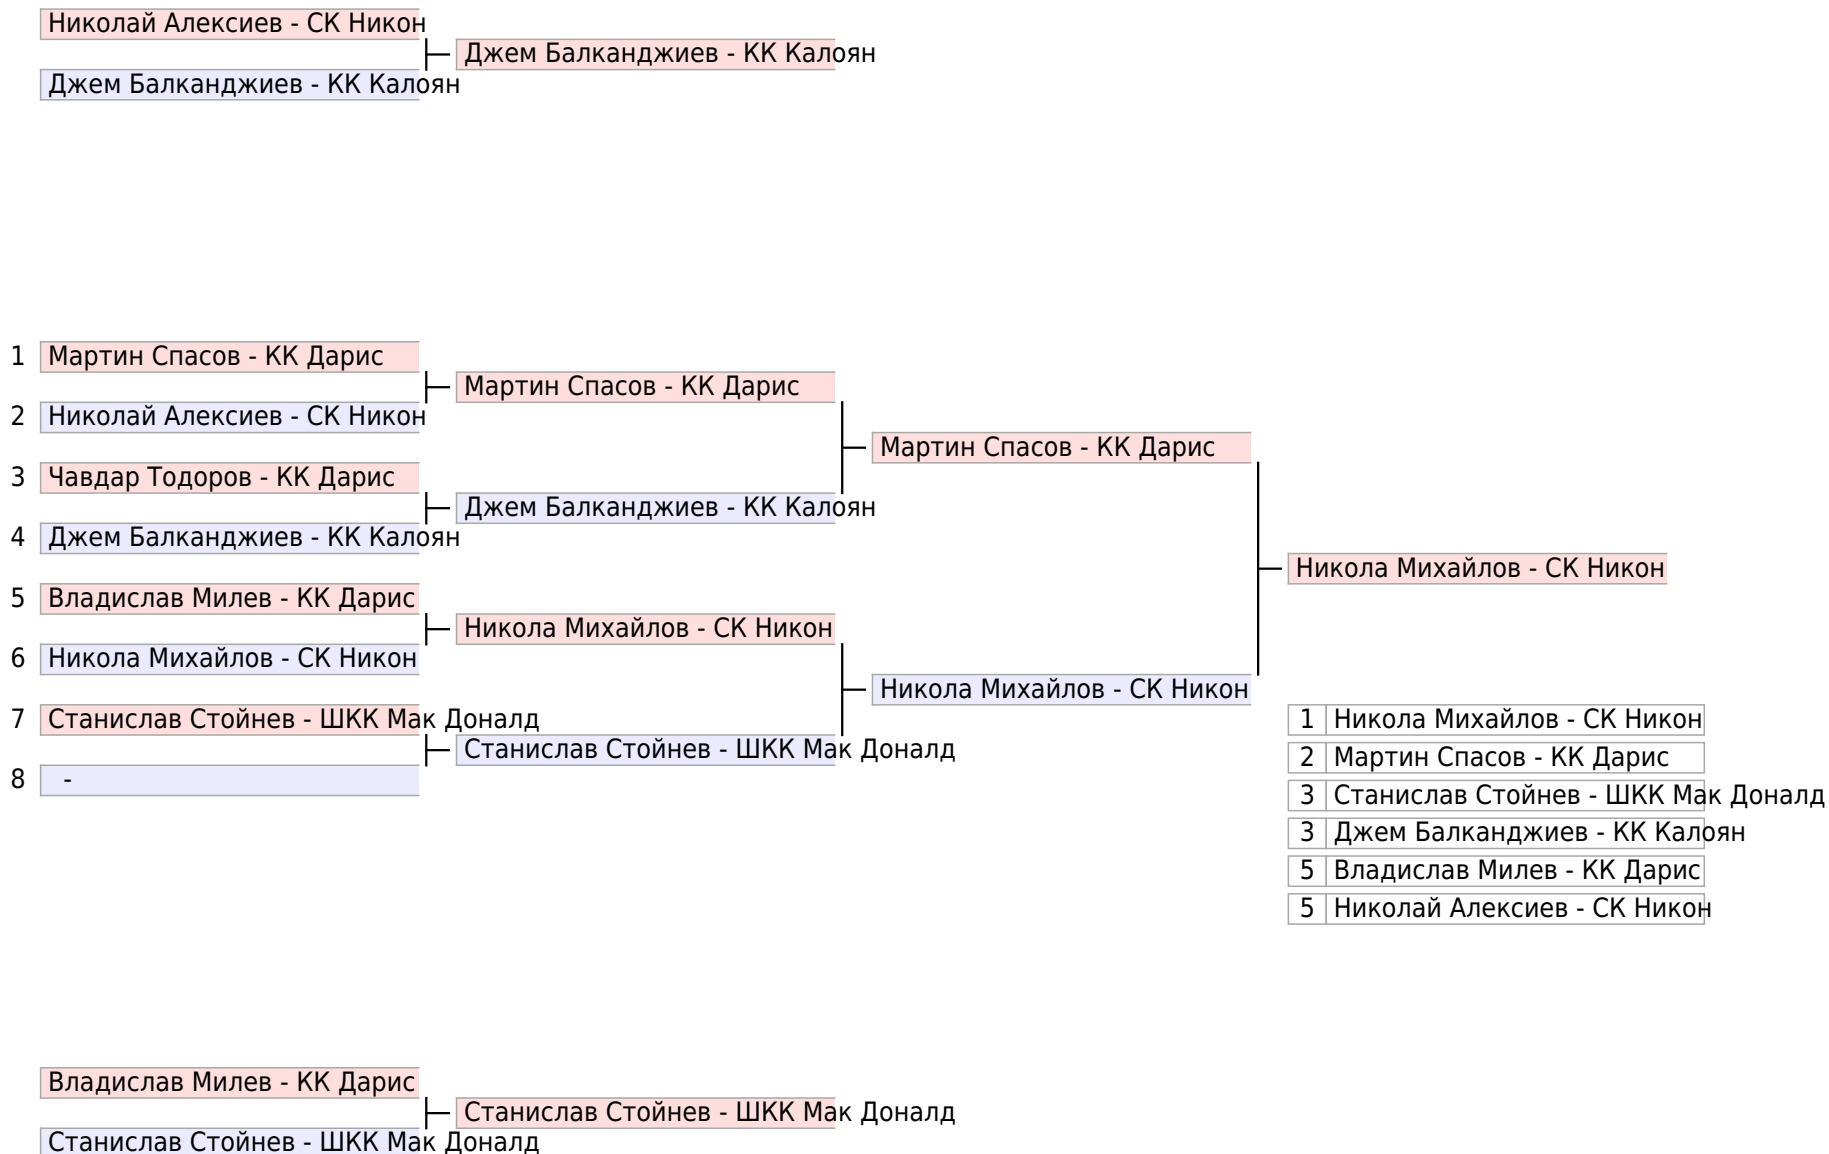 Николай Алексиев - СК Никон
Джем Балканджиев - КК Калоян
Джем Балканджиев - КК Калоян
1 Мартин Спасов - КК Дарис
Мартин Спасов - КК Дарис
2 Николай Алексиев - СК Никон
Мартин Спасов - КК Дарис
3 Чавдар Тодоров - КК Дарис
Джем Балканджиев - КК Калоян
4 Джем Балканджиев - КК Калоян
Никола Михайлов - СК Никон
5 Владислав Милев - КК Дарис
Никола Михайлов - СК Никон
6 Никола Михайлов - СК Никон
Никола Михайлов - СК Никон
7 Станислав Стойнев - ШКК Мак Доналд
Станислав Стойнев - ШКК Мак Доналд
8 -
1 Никола Михайлов - СК Никон
2 Мартин Спасов - КК Дарис
3 Станислав Стойнев - ШКК Мак Доналд
3 Джем Балканджиев - КК Калоян
5 Владислав Милев - КК Дарис
5 Николай Алексиев - СК Никон
Владислав Милев - КК Дарис
Станислав Стойнев - ШКК Мак Доналд
Станислав Стойнев - ШКК Мак Доналд